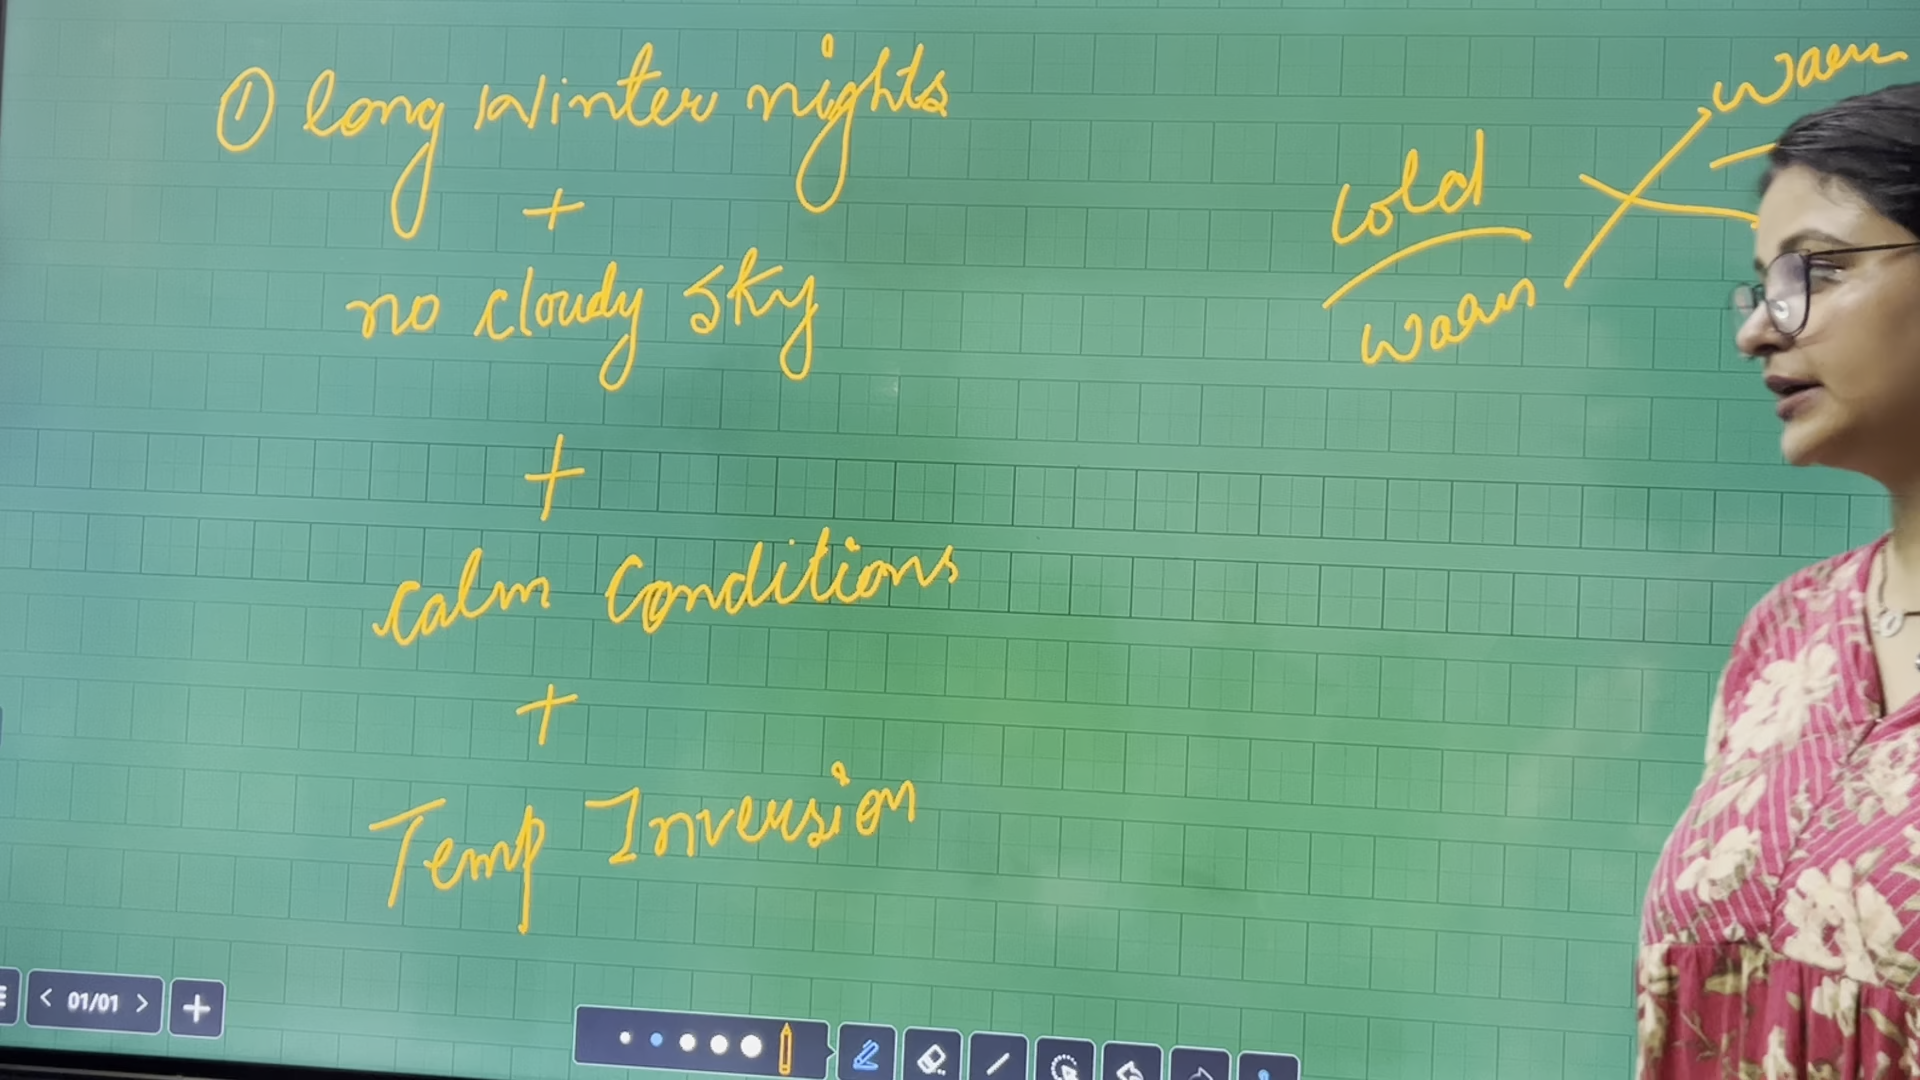 ① long Winter nights
+
no cloudy sky
+
calm Conditions
+
Temp Inversion
cold
warm
warm
01/01